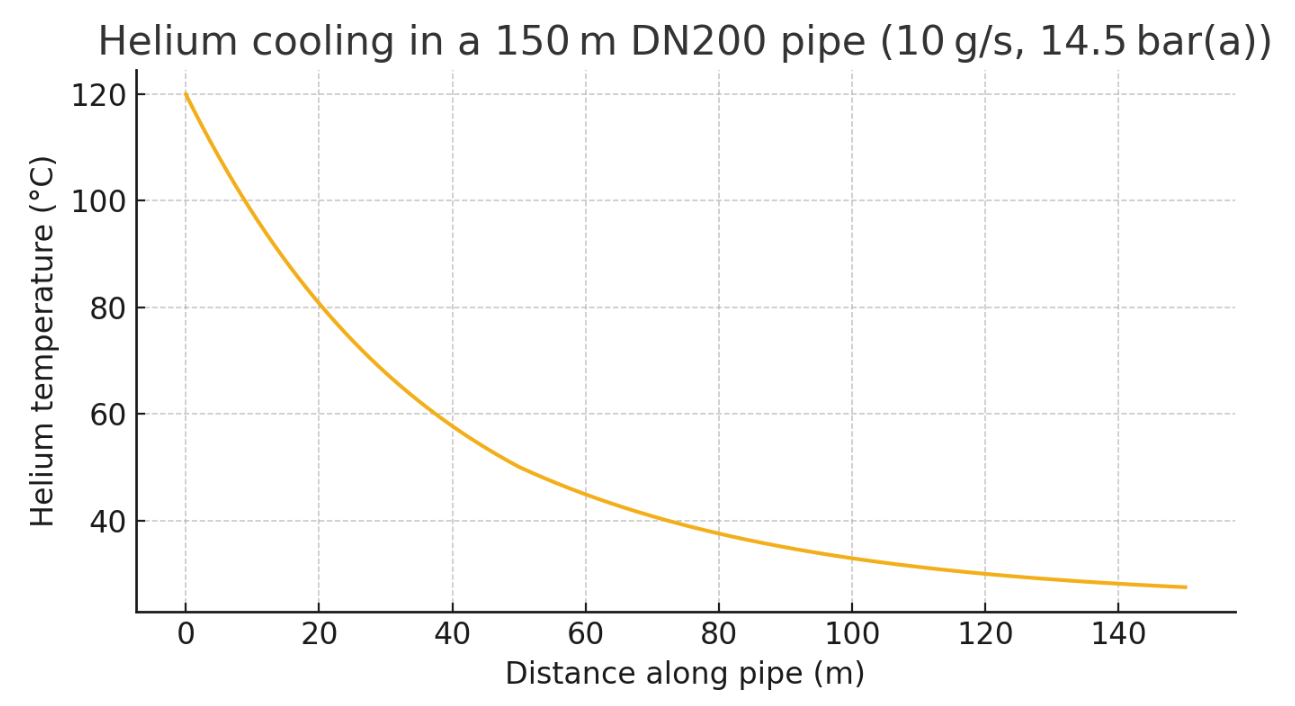 Helium cooling in a 150 m DN200 pipe (10 g/s, 14.5 bar(a))
Helium temperature (°C)
120
100
80
60
40
0 20 40 60 80 100 120 140
Distance along pipe (m)